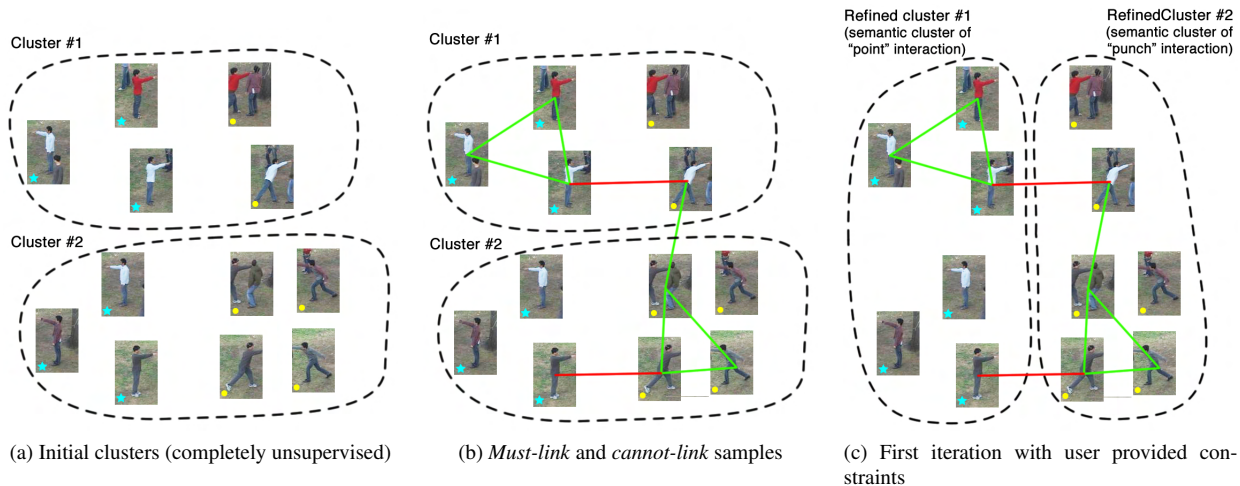 Cluster #1
Cluster #2
(a) Initial clusters (completely unsupervised)
Cluster #1
Cluster #2
(b) Must-link and cannot-link samples
Refined cluster #1
(semantic cluster of
“point” interaction)
RefinedCluster #2
(semantic cluster of
“punch” interaction)
(c) First iteration with user provided con-
straints